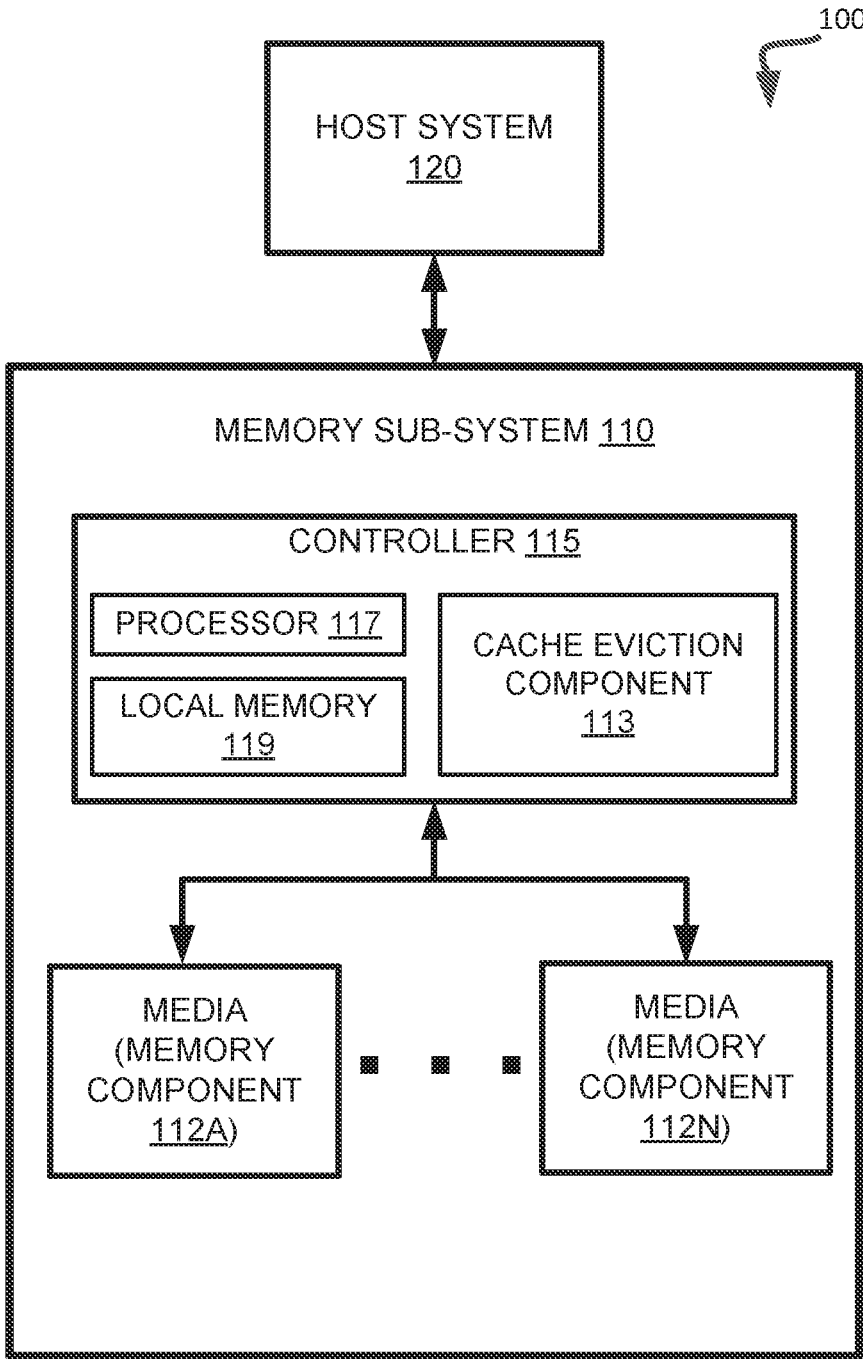 100
HOST SYSTEM
120
MEMORY SUB-SYSTEM 110
CONTROLLER 115
PROCESSOR 117
LOCAL MEMORY
119
CACHE EVICTION
COMPONENT
113
MEDIA
(MEMORY
COMPONENT
112A)
MEDIA
(MEMORY
COMPONENT
112N)